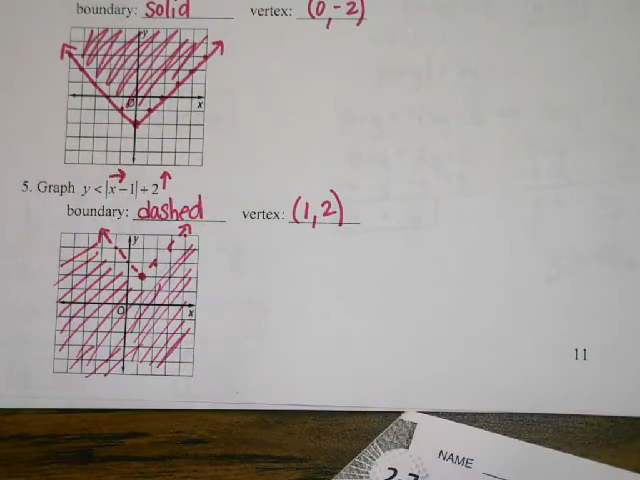 boundary: solid vertex: (0,-2)
y
O
x
5. Graph y < |x - 1| + 2
boundary: dashed vertex: (1,2)
y
O
x
11
NAME